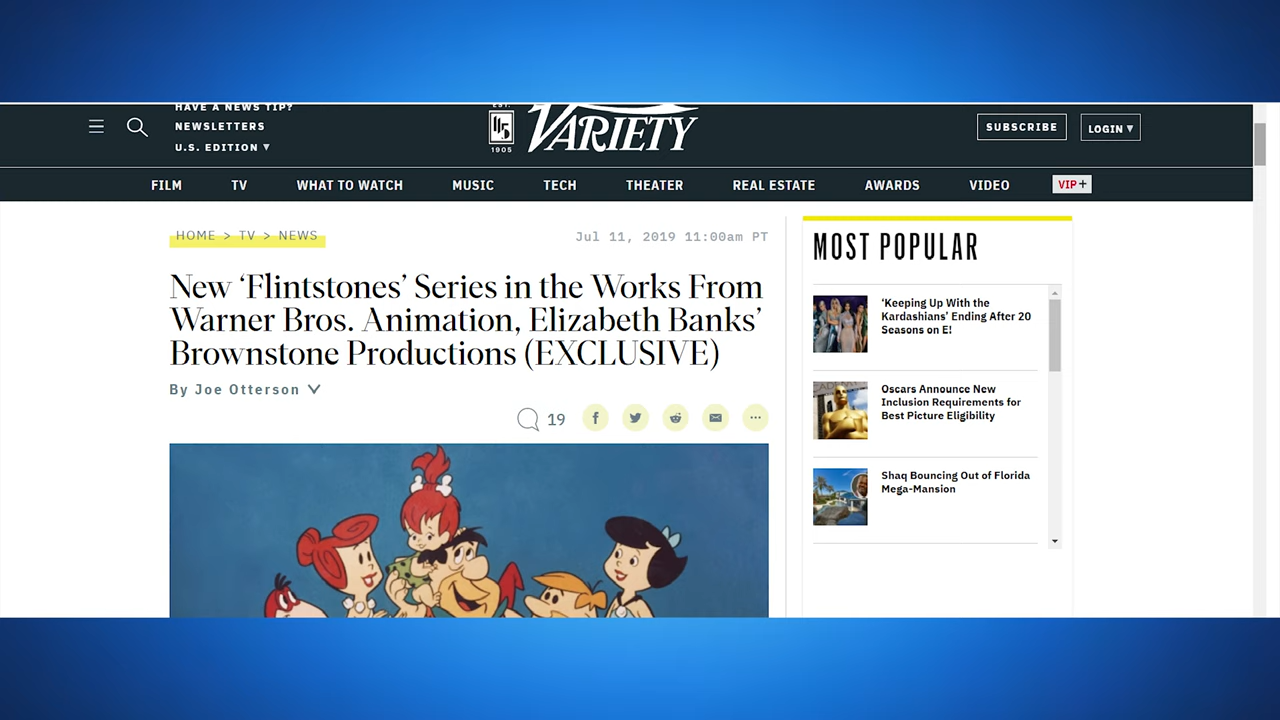 HAVE A NEWS TIP?
NEWSLETTERS
U.S. EDITION ▾
EST.
115
1905
VARIETY
SUBSCRIBE
LOGIN ▾
FILM
TV
WHAT TO WATCH
MUSIC
TECH
THEATER
REAL ESTATE
AWARDS
VIDEO
VIP+
HOME > TV > NEWS
Jul 11, 2019 11:00am PT
New ‘Flintstones’ Series in the Works From
Warner Bros. Animation, Elizabeth Banks’
Brownstone Productions (EXCLUSIVE)
By Joe Otterson
19
MOST POPULAR
‘Keeping Up With the
Kardashians’ Ending After 20
Seasons on E!
Oscars Announce New
Inclusion Requirements for
Best Picture Eligibility
Shaq Bouncing Out of Florida
Mega-Mansion